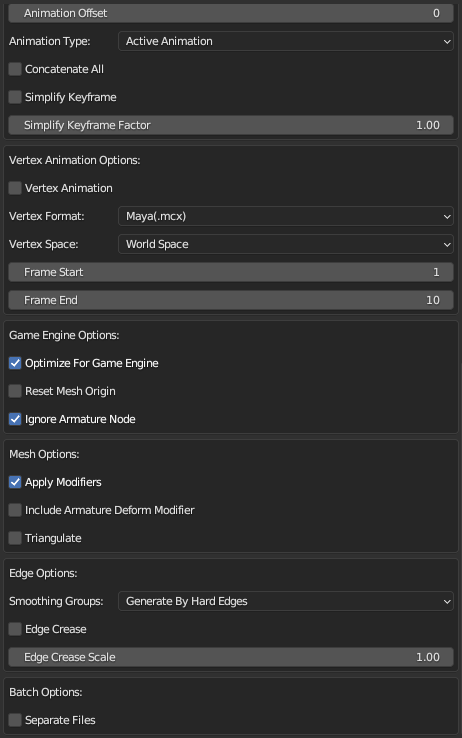 Animation Offset 0
Animation Type: Active Animation
Concatenate All
Simplify Keyframe
Simplify Keyframe Factor 1.00
Vertex Animation Options:
Vertex Animation
Vertex Format: Maya(.mcx)
Vertex Space: World Space
Frame Start 1
Frame End 10
Game Engine Options:
Optimize For Game Engine
Reset Mesh Origin
Ignore Armature Node
Mesh Options:
Apply Modifiers
Include Armature Deform Modifier
Triangulate
Edge Options:
Smoothing Groups: Generate By Hard Edges
Edge Crease
Edge Crease Scale 1.00
Batch Options:
Separate Files